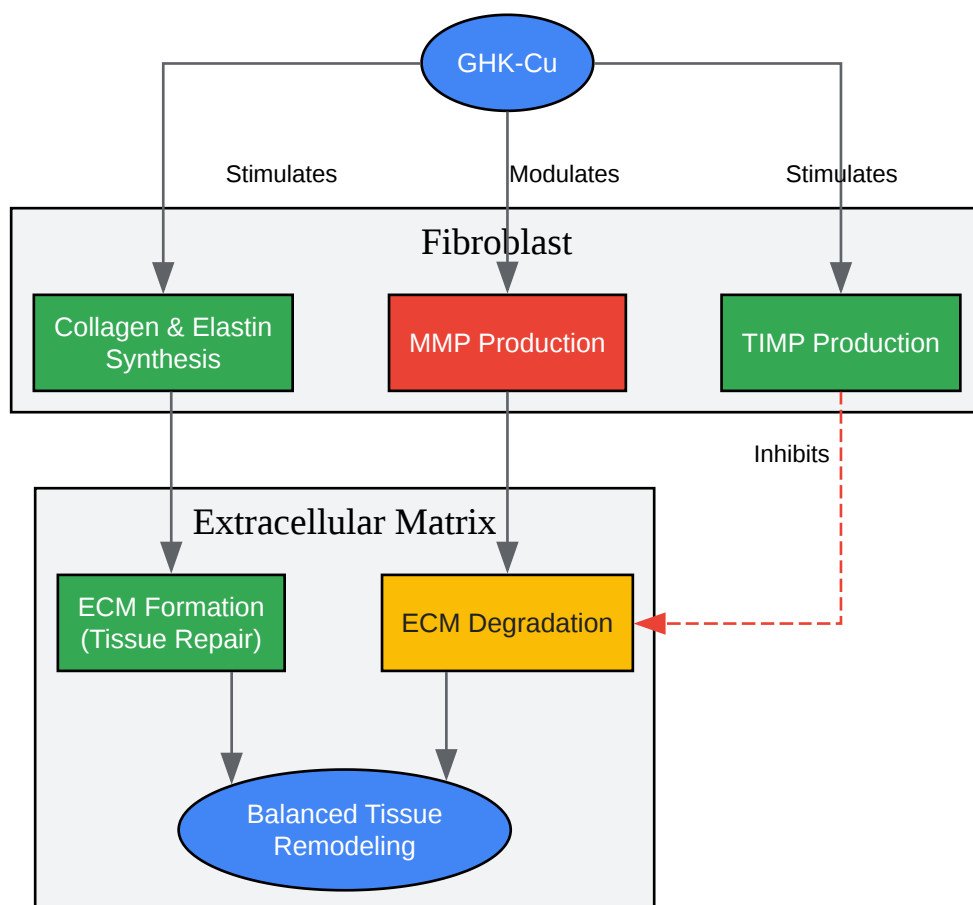 GHK-Cu
Stimulates
Modulates
Stimulates
Fibroblast
Collagen & Elastin
Synthesis
MMP Production
TIMP Production
Inhibits
Extracellular Matrix
ECM Formation
(Tissue Repair)
ECM Degradation
Balanced Tissue
Remodeling